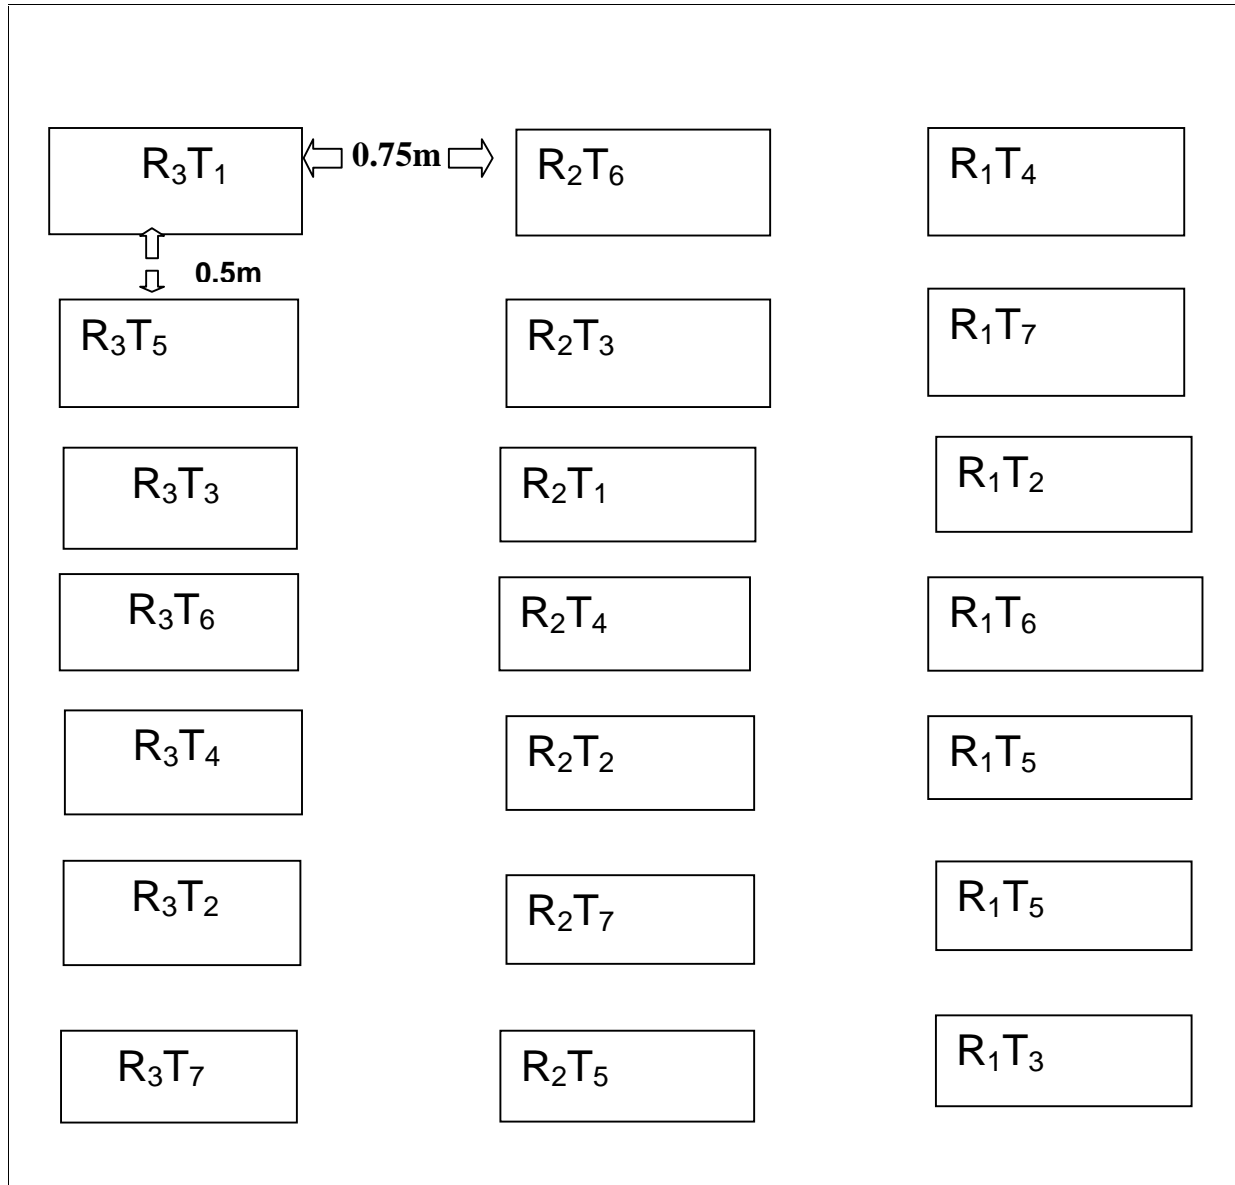 R₃T₁ 0.75m R₂T₆ R₁T₄
0.5m
R₃T₅ R₂T₃ R₁T₇
R₃T₃ R₂T₁ R₁T₂
R₃T₆ R₂T₄ R₁T₆
R₃T₄ R₂T₂ R₁T₅
R₃T₂ R₂T₇ R₁T₅
R₃T₇ R₂T₅ R₁T₃